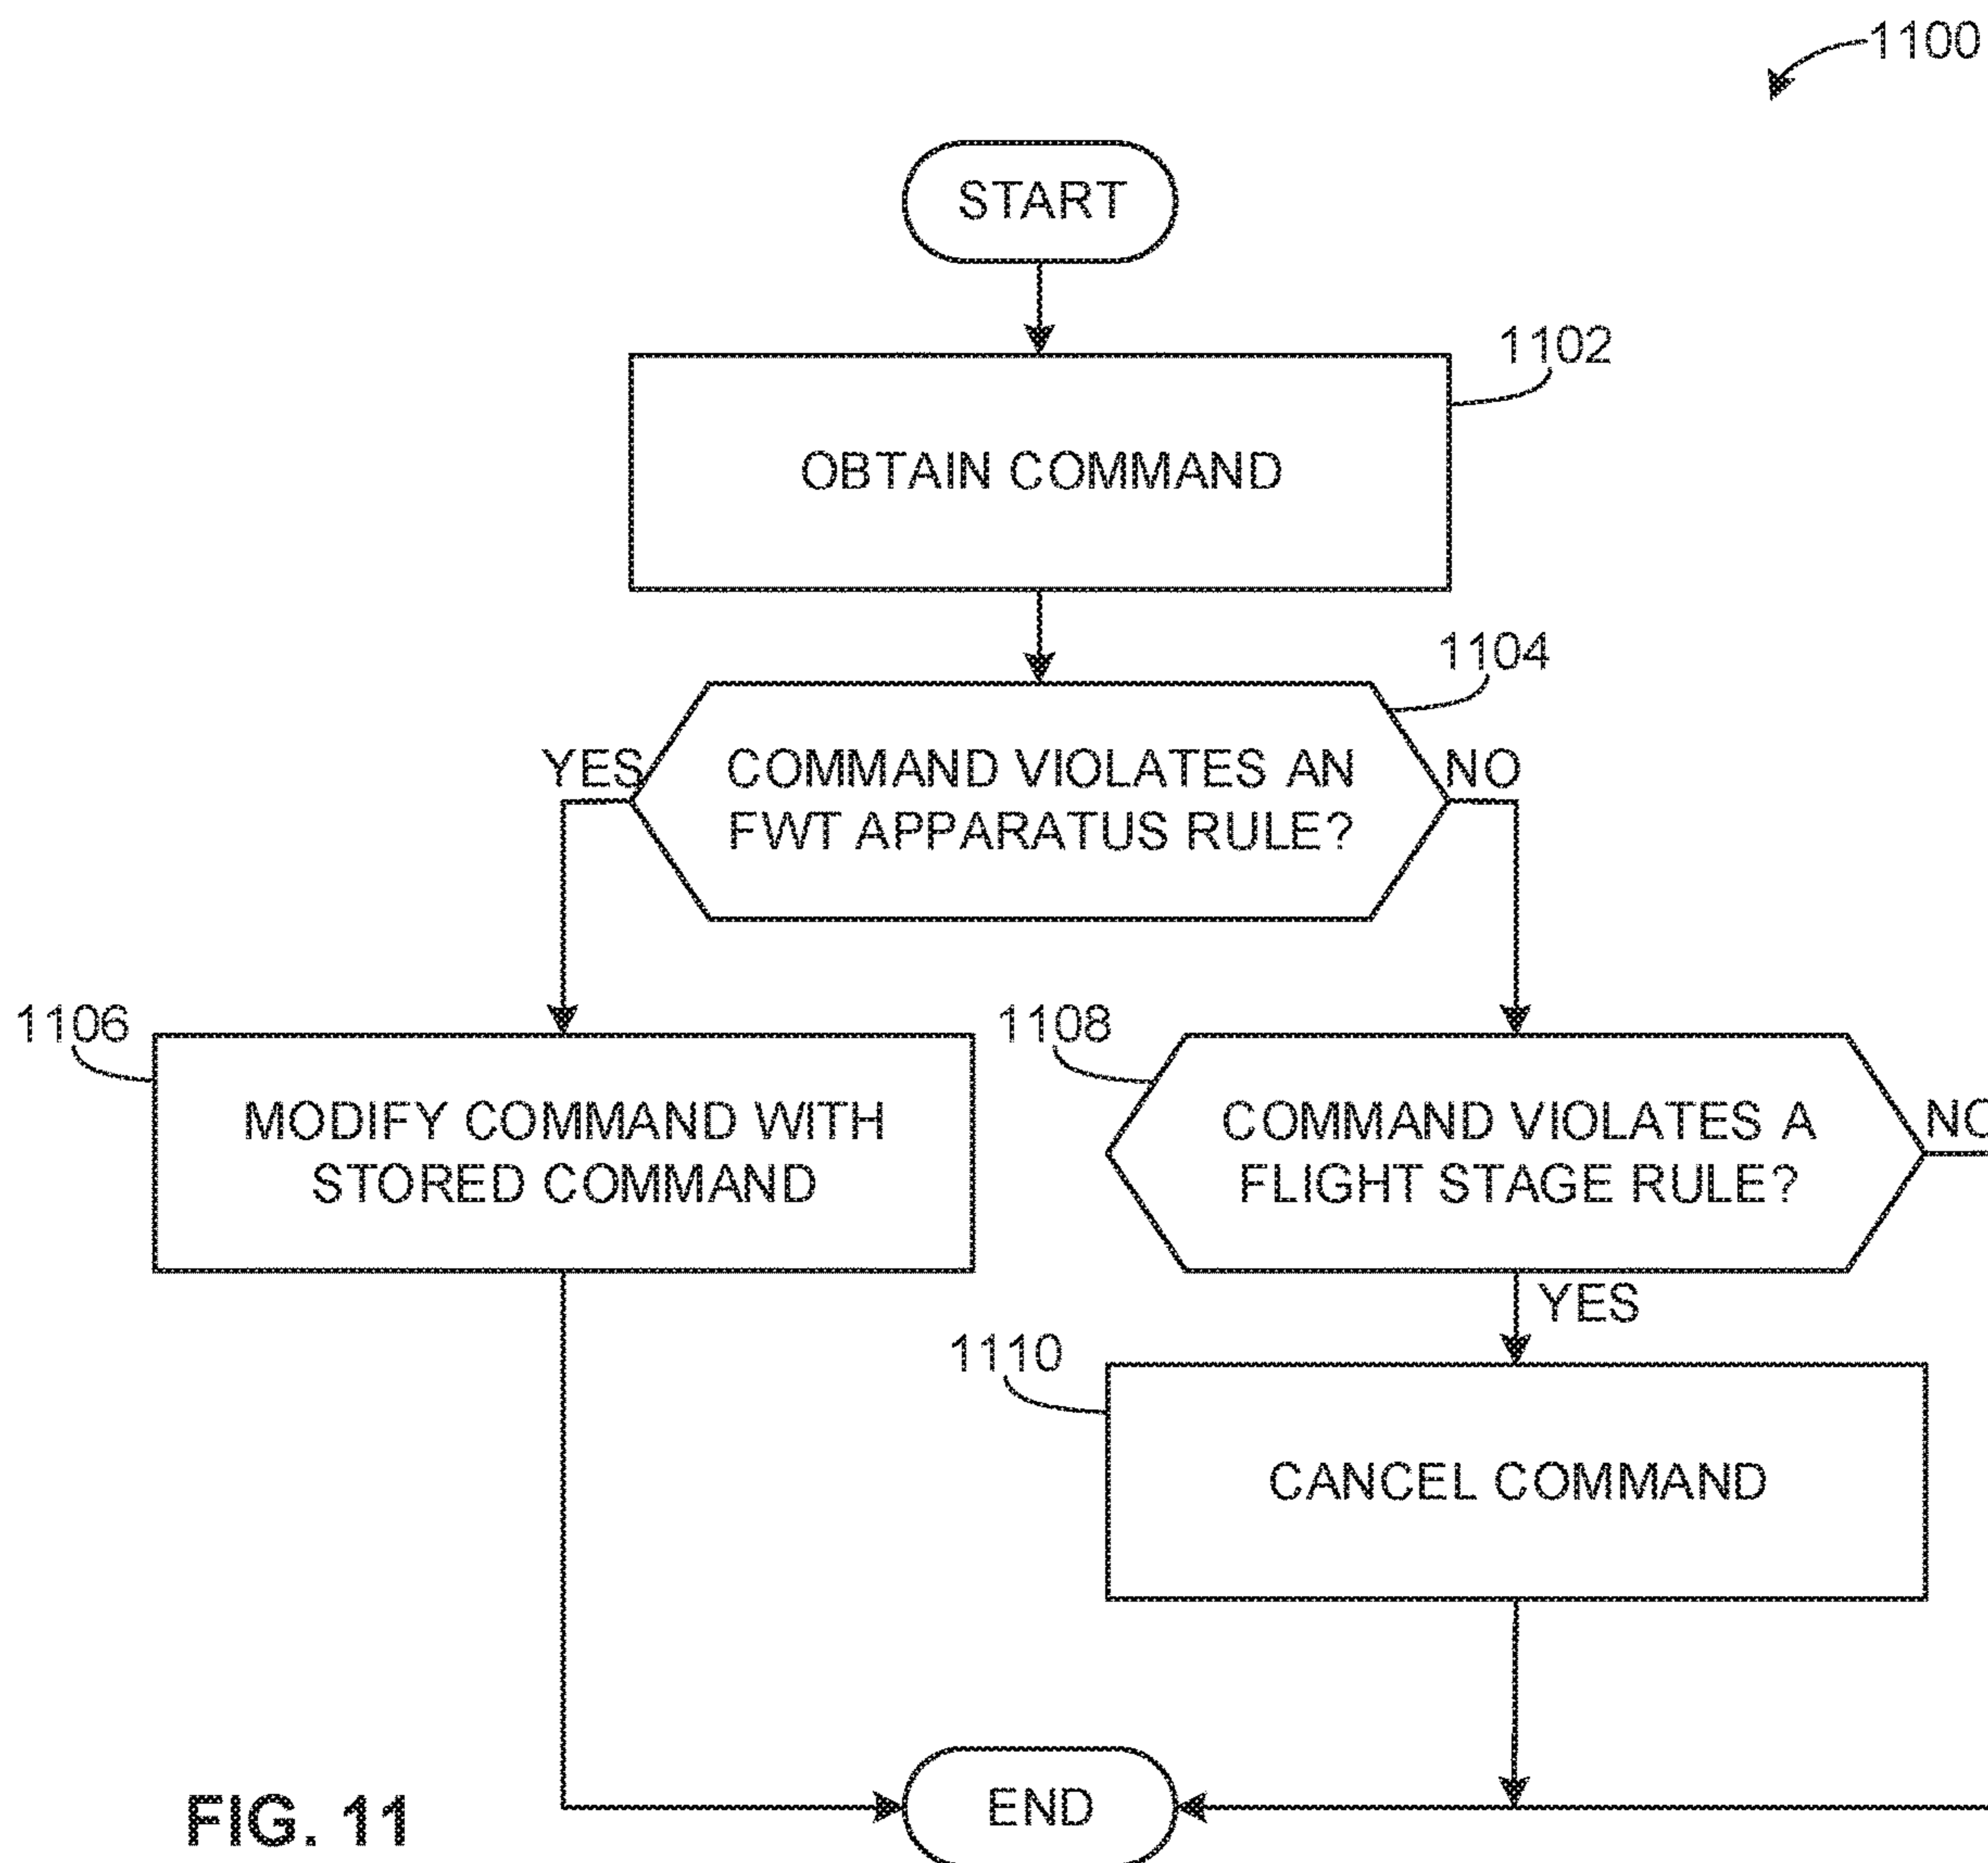 1100
START
1102
OBTAIN COMMAND
1104
YES
COMMAND VIOLATES AN
FWT APPARATUS RULE?
NO
1106
MODIFY COMMAND WITH
STORED COMMAND
1108
COMMAND VIOLATES A
FLIGHT STAGE RULE?
NO
YES
1110
CANCEL COMMAND
END
FIG. 11